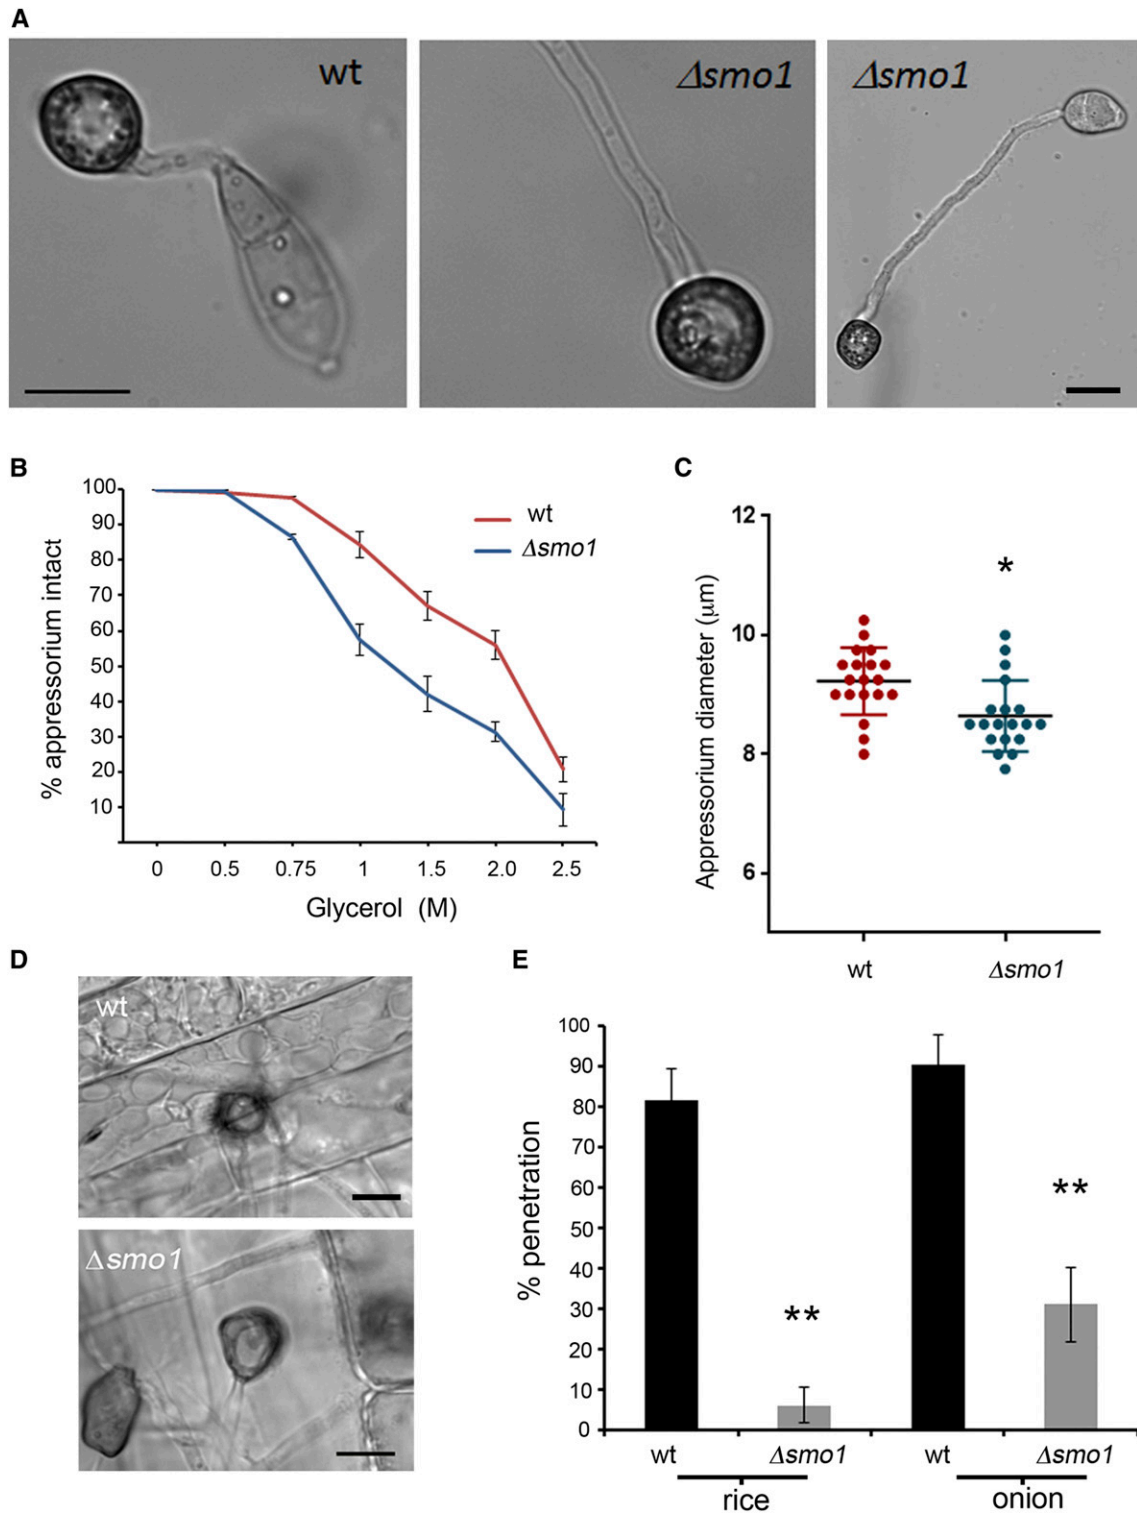 A
wt
Δsmo1
Δsmo1
B
% appressorium intact
100
90
80
70
60
50
40
30
20
10
wt
Δsmo1
0 0.5 0.75 1 1.5 2.0 2.5
Glycerol (M)
C
Appressorium diameter (μm)
12
10
8
6
*
wt Δsmo1
D
wt
Δsmo1
E
% penetration
100
90
80
70
60
50
40
30
20
10
0
**
**
wt Δsmo1 wt Δsmo1
rice onion